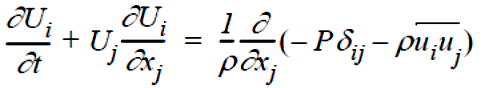 ∂U_i/∂t + U_j ∂U_i/∂x_j = 1/ρ ∂/∂x_j (− P δ_ij − ρ \overline{u_i u_j})